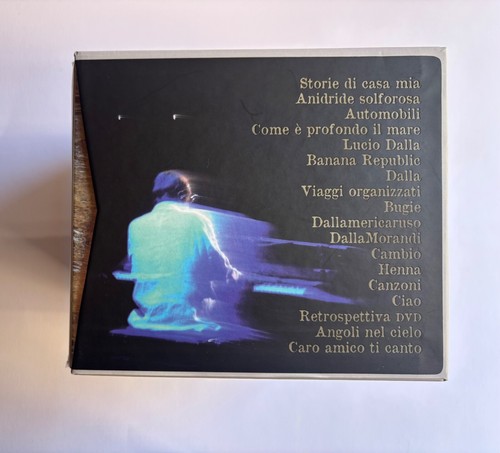 Storie di casa mia
Anidride solforosa
Automobili
Come è profondo il mare
Lucio Dalla
Banana Republic
Dalla
Viaggi organizzati
Bugie
Dallamericaruso
DallaMorandi
Cambio
Henna
Canzoni
Ciao
Retrospettiva DVD
Angoli nel cielo
Caro amico ti canto